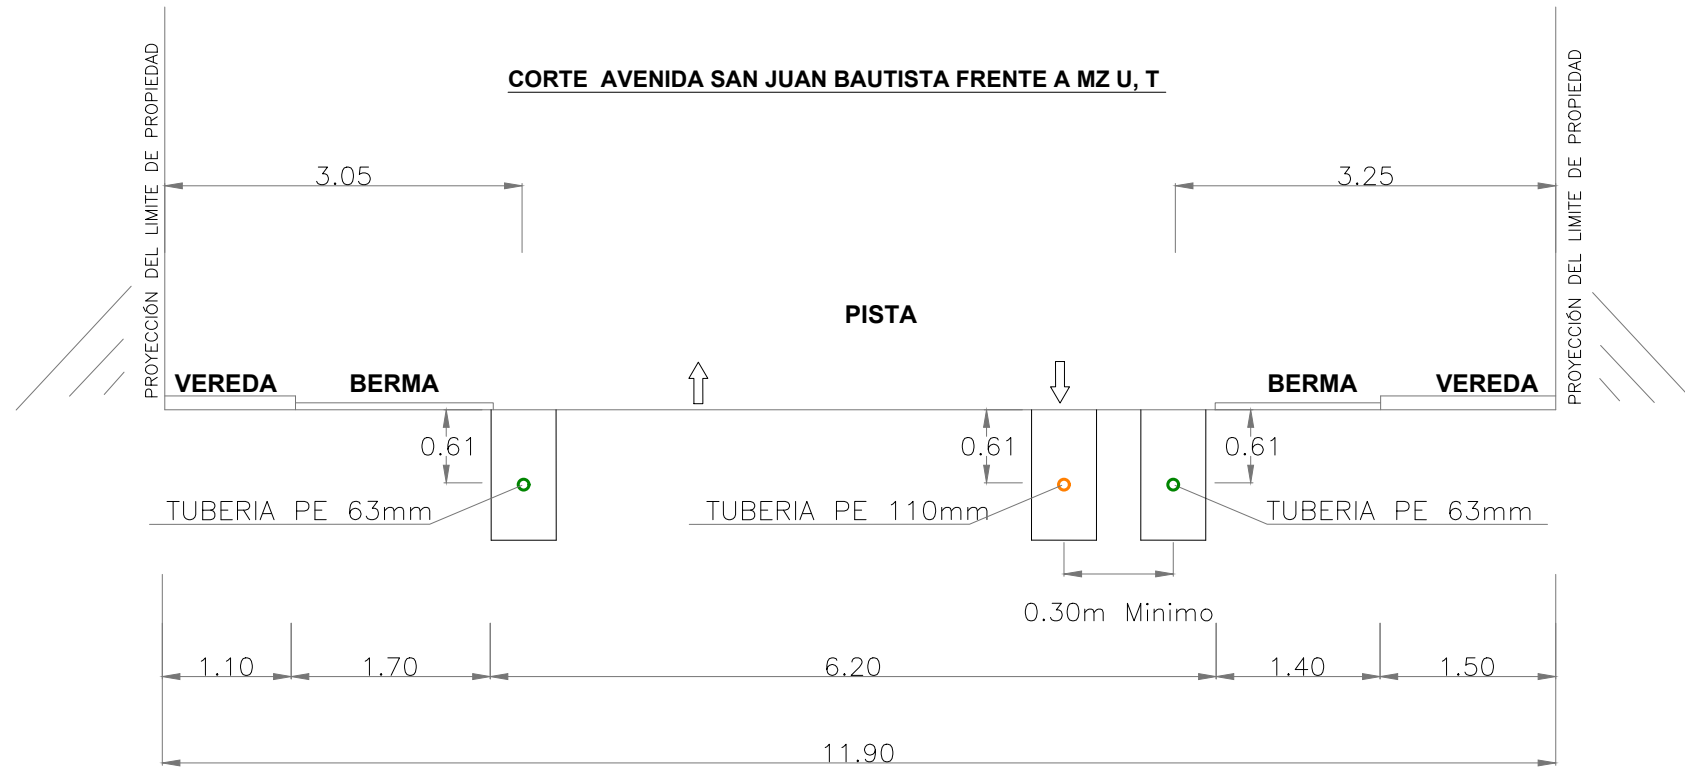 CORTE AVENIDA SAN JUAN BAUTISTA FRENTE A MZ U, T
PROYECCIÓN DEL LIMITE DE PROPIEDAD
PROYECCIÓN DEL LIMITE DE PROPIEDAD
3.05
3.25
PISTA
VEREDA
BERMA
BERMA
VEREDA
0.61
0.61
0.61
TUBERIA PE 63mm
TUBERIA PE 110mm
TUBERIA PE 63mm
0.30m Minimo
1.10
1.70
6.20
1.40
1.50
11.90